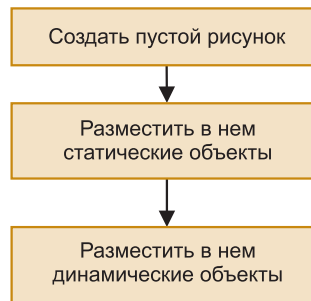 Создать пустой рисунок
Разместить в нем
статические объекты
Разместить в нем
динамические объекты